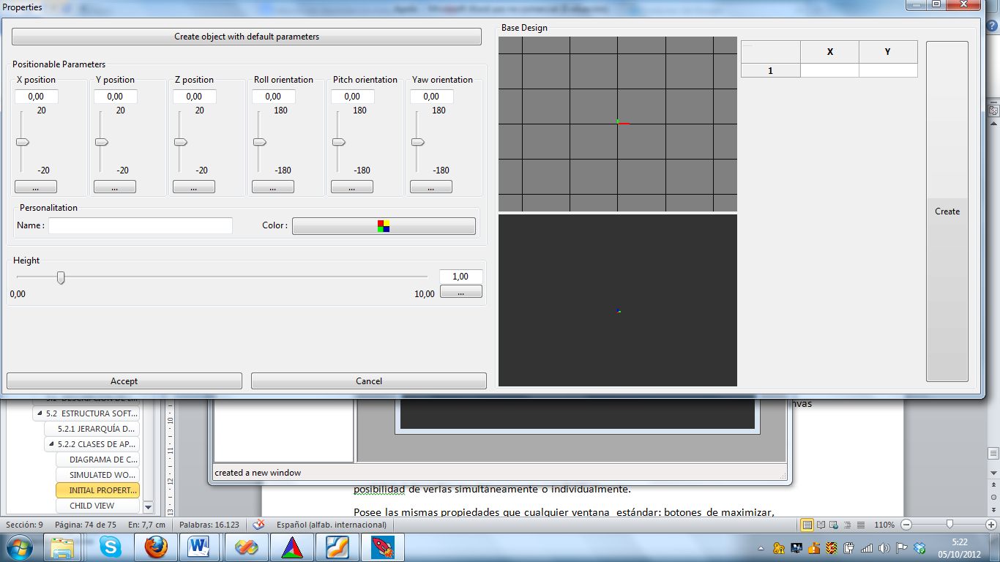 Properties
Create object with default parameters
Positionable Parameters
X position
Y position
Z position
Roll orientation
Pitch orientation
Yaw orientation
0,00
0,00
0,00
0,00
0,00
0,00
20
20
20
180
180
180
-20
-20
-20
-180
-180
-180
...
...
...
...
...
...
Personalitation
Name :
Color :
Height
1,00
0,00
10,00
...
Accept
Cancel
Base Design
X
Y
1
Create
nvas
5.2 ESTRUCTURA SOFT...
5.2.1 JERARQUÍA D...
5.2.2 CLASES DE AP...
DIAGRAMA DE C...
SIMULATED WO...
INITIAL PROPERT...
CHILD VIEW
10
11
12
13
created a new window
posibilidad de verlas simultáneamente o individualmente.
Posee las mismas propiedades que cualquier ventana estándar: botones de maximizar,
Sección: 9
Página: 74 de 75
En: 7,7 cm
Palabras: 16.123
Español (alfab. internacional)
110%
5:22
05/10/2012